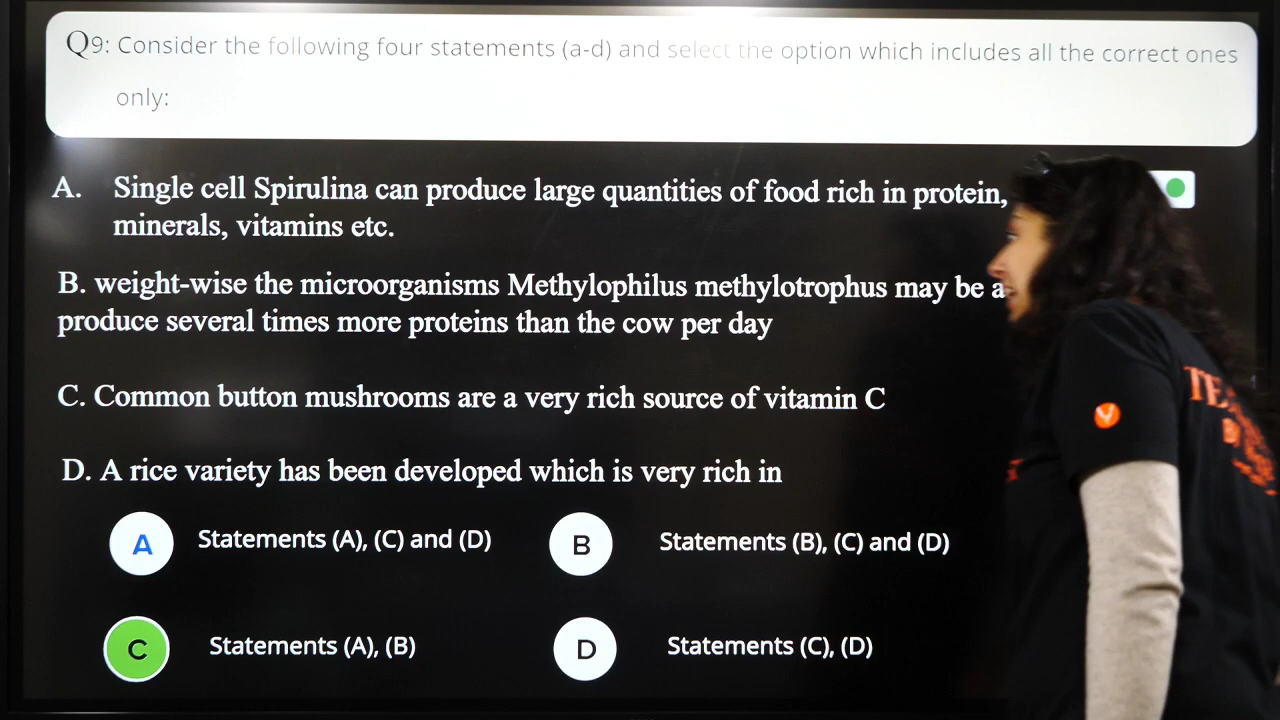 Q9: Consider the following four statements (a-d) and select the option which includes all the correct ones
only:
A. Single cell Spirulina can produce large quantities of food rich in protein,
minerals, vitamins etc.
B. weight-wise the microorganisms Methylophilus methylotrophus may be
produce several times more proteins than the cow per day
C. Common button mushrooms are a very rich source of vitamin C
D. A rice variety has been developed which is very rich in
A Statements (A), (C) and (D)
B Statements (B), (C) and (D)
C Statements (A), (B)
D Statements (C), (D)